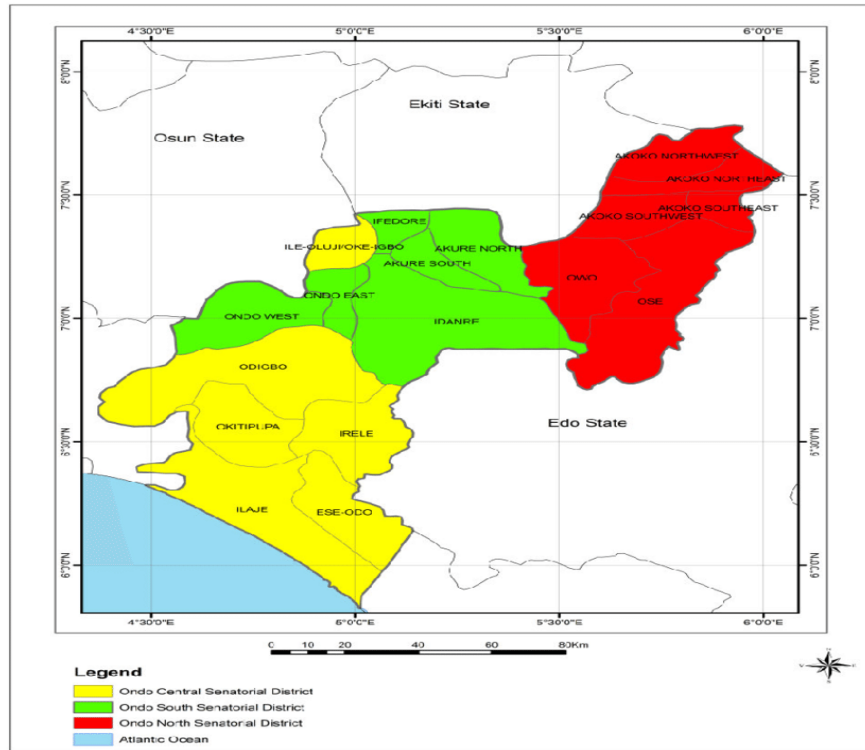 4°30'0"E 5°0'0"E 5°30'0"E 6°0'0"E
8°0'0"N 8°0'0"N
Ekiti State
Osun State
AKOKO NORTHWEST
AKOKO NORTHEAST
7°30'0"N 7°30'0"N
AKOKO SOUTHEAST
AKOKO SOUTHWEST
IFEDORE
ILE-OLUJI/OKE-IGBO
AKURE NORTH
AKURE SOUTH
OWO
ONDO EAST
OSE
ONDO WEST
IDANRE
7°0'0"N 7°0'0"N
ODIGBO
OKITIPUPA
IRELE
Edo State
6°30'0"N 6°30'0"N
ILAJE
ESE-ODO
6°0'0"N 6°0'0"N
4°30'0"E 5°0'0"E 5°30'0"E 6°0'0"E
0 5 10 20 40 60 80Km
Legend
Ondo Central Senatorial District
Ondo South Senatorial District
Ondo North Senatorial District
Atlantic Ocean